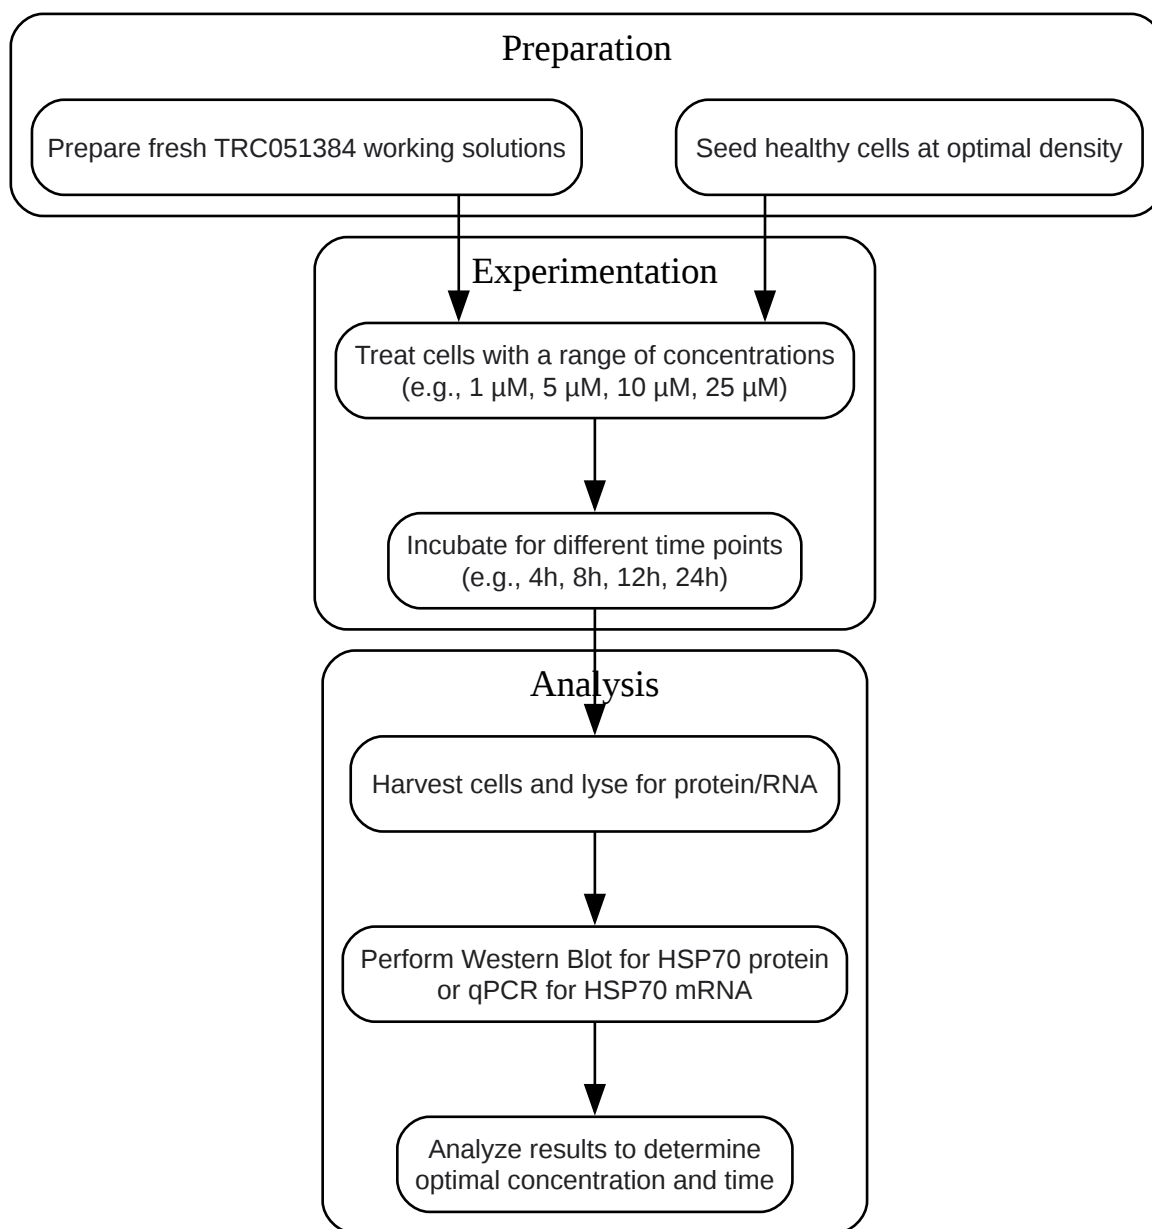 Preparation
Prepare fresh TRC051384 working solutions
Seed healthy cells at optimal density
Experimentation
Treat cells with a range of concentrations
(e.g., 1 µM, 5 µM, 10 µM, 25 µM)
Incubate for different time points
(e.g., 4h, 8h, 12h, 24h)
Analysis
Harvest cells and lyse for protein/RNA
Perform Western Blot for HSP70 protein
or qPCR for HSP70 mRNA
Analyze results to determine
optimal concentration and time